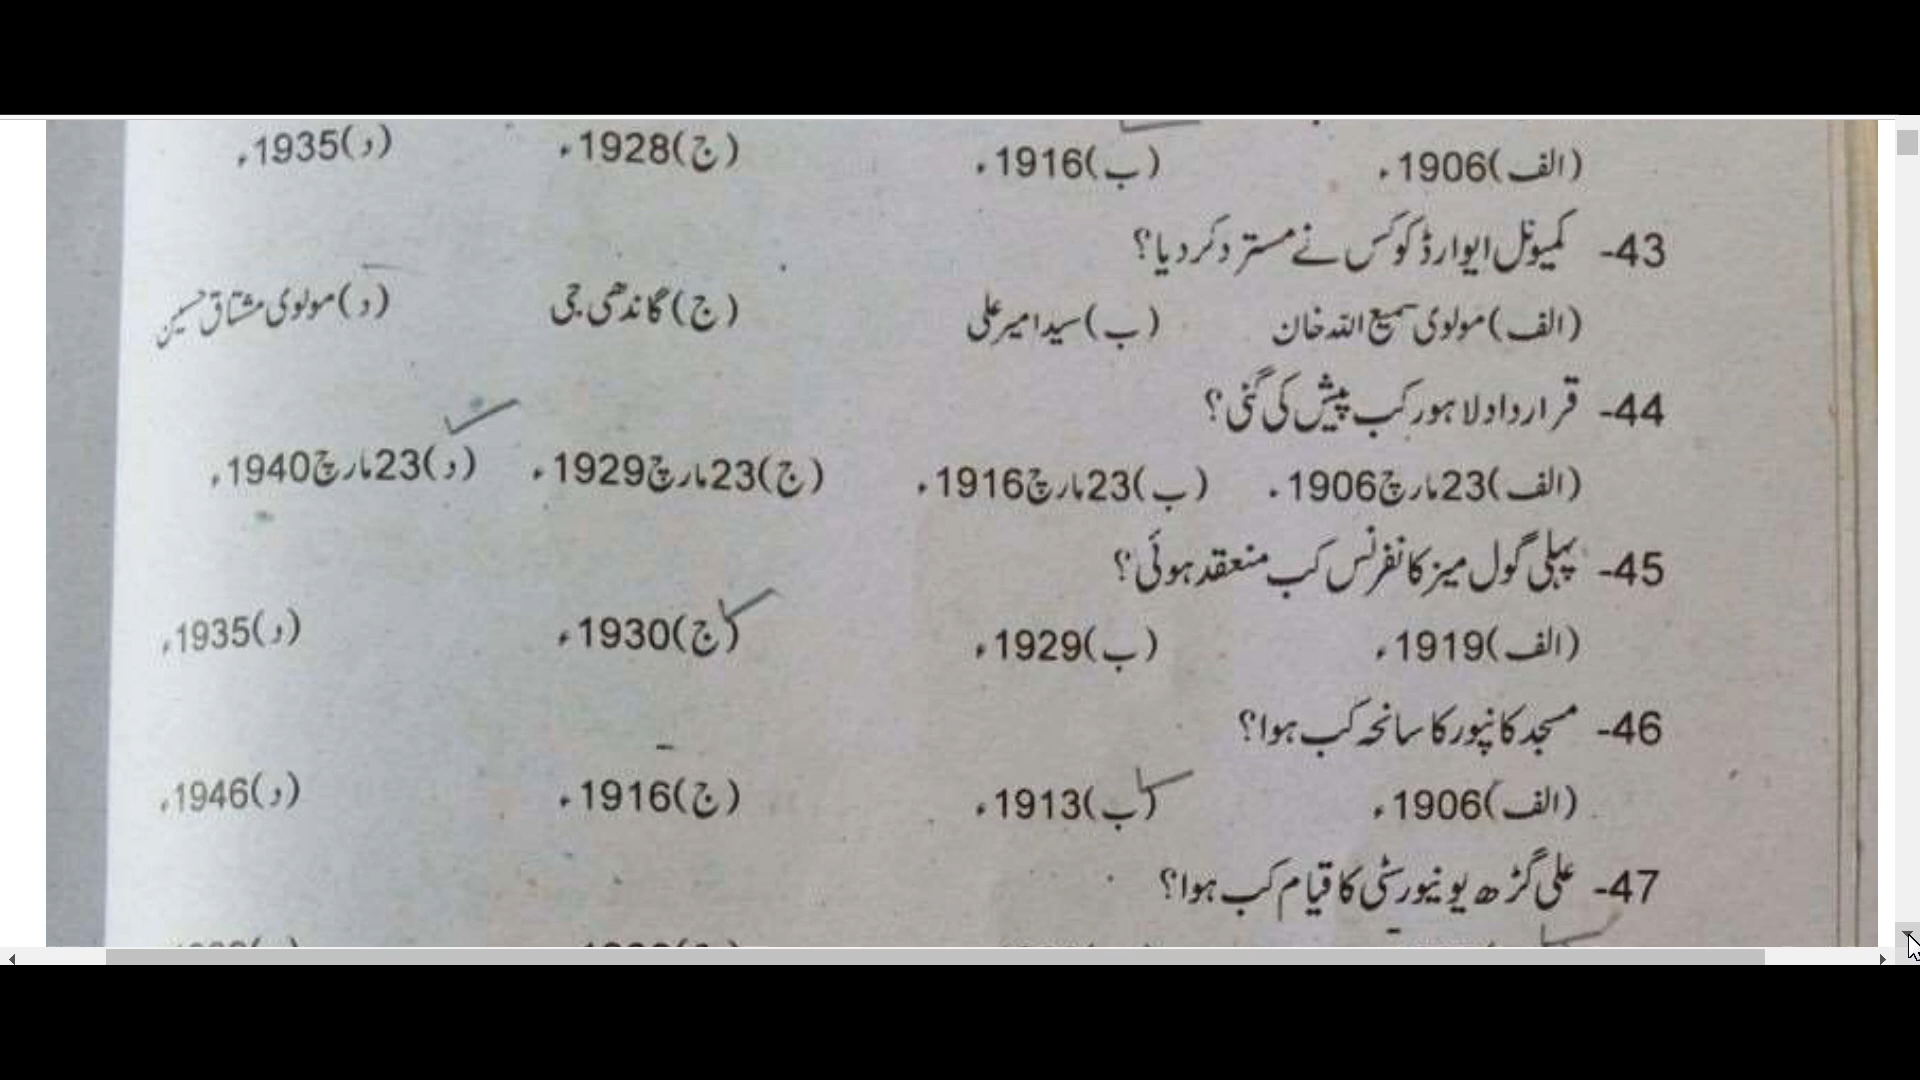 (الف)1906ء (ب)1916ء (ج)1928ء (د)1935ء
43- کمیونل ایوارڈ کو کس نے مسترد کر دیا؟
(الف)مولوی سمیع اللہ خان (ب)سید امیر علی (ج)گاندھی جی (د)مولوی مشتاق حسین
44- قرارداد لاہور کب پیش کی گئی؟
(الف)23مارچ1906ء (ب)23مارچ1916ء (ج)23مارچ1929ء (د)23مارچ1940ء
45- پہلی گول میز کانفرنس کب منعقد ہوئی؟
(الف)1919ء (ب)1929ء (ج)1930ء (د)1935ء
46- مسجد کانپور کا سانحہ کب ہوا؟
(الف)1906ء (ب)1913ء (ج)1916ء (د)1946ء
47- علی گڑھ یونیورسٹی کا قیام کب ہوا؟